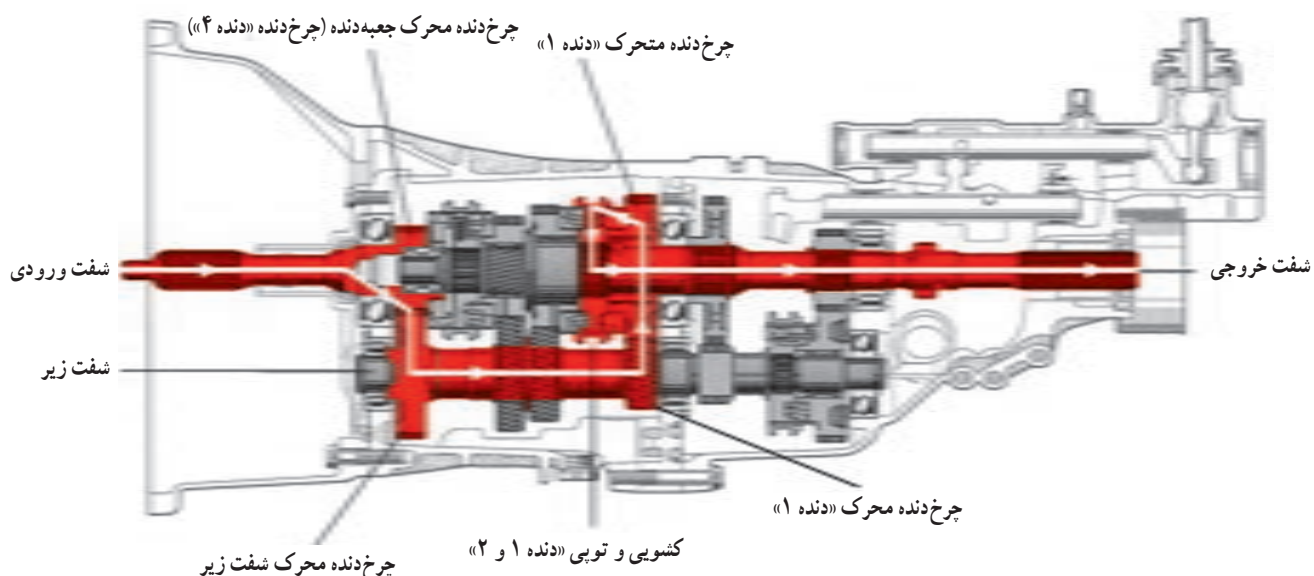 چرخ‌دنده محرک جعبه‌دنده (چرخ‌دنده «دنده ۴»)
چرخ‌دنده متحرک «دنده ۱»
شفت ورودی
شفت خروجی
شفت زیر
چرخ‌دنده محرک «دنده ۱»
کشویی و توپی «دنده ۱ و ۲»
چرخ‌دنده محرک شفت زیر